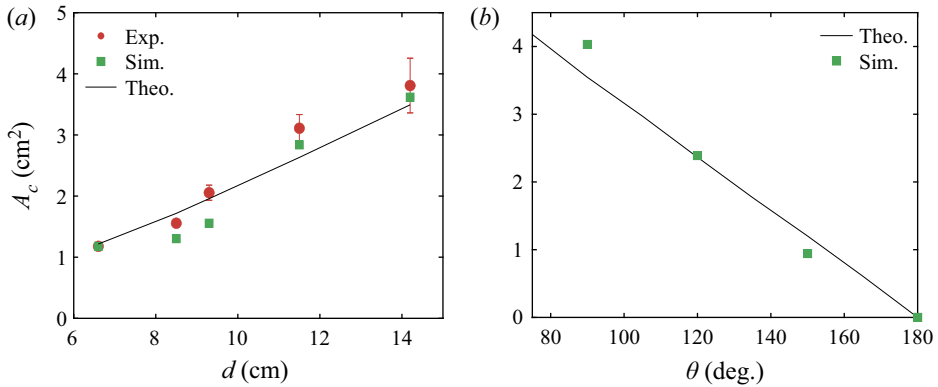 (a)
5
4
3
2
1
0
A_c (cm²)
Exp.
Sim.
Theo.
6 8 10 12 14
d (cm)
(b)
4
3
2
1
0
Theo.
Sim.
80 100 120 140 160 180
θ (deg.)